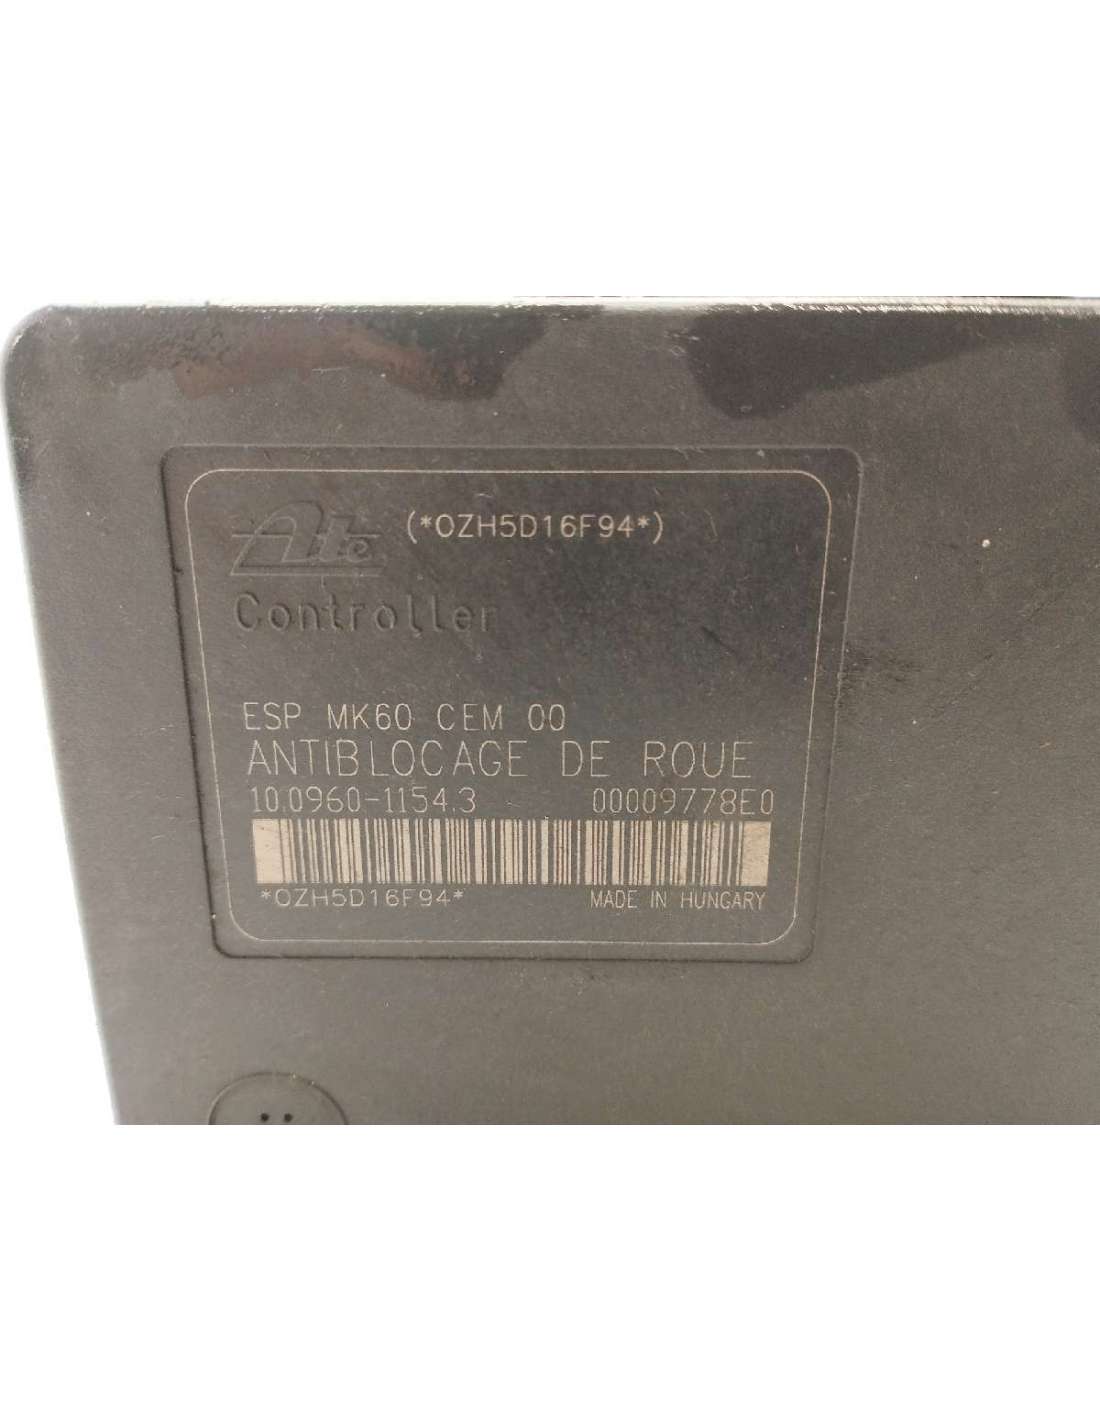 Ate (*OZH5D16F94*)
Controller
ESP MK60 CEM 00
ANTIBLOCAGE DE ROUE
10.0960-1154.3 00009778E0
*OZH5D16F94* MADE IN HUNGARY